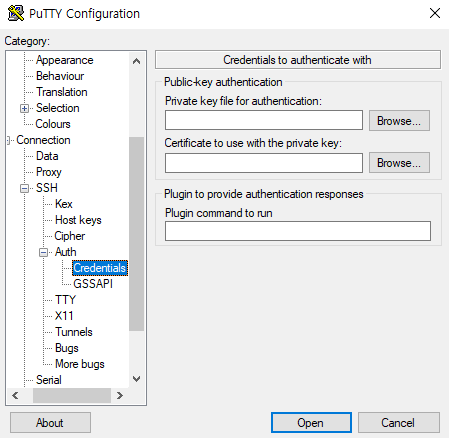 PuTTY Configuration
Category:
Appearance
Behaviour
Translation
Selection
Colours
Connection
Data
Proxy
SSH
Kex
Host keys
Cipher
Auth
Credentials
GSSAPI
TTY
X11
Tunnels
Bugs
More bugs
Serial
Credentials to authenticate with
Public-key authentication
Private key file for authentication:
Browse...
Certificate to use with the private key:
Browse...
Plugin to provide authentication responses
Plugin command to run
About
Open
Cancel